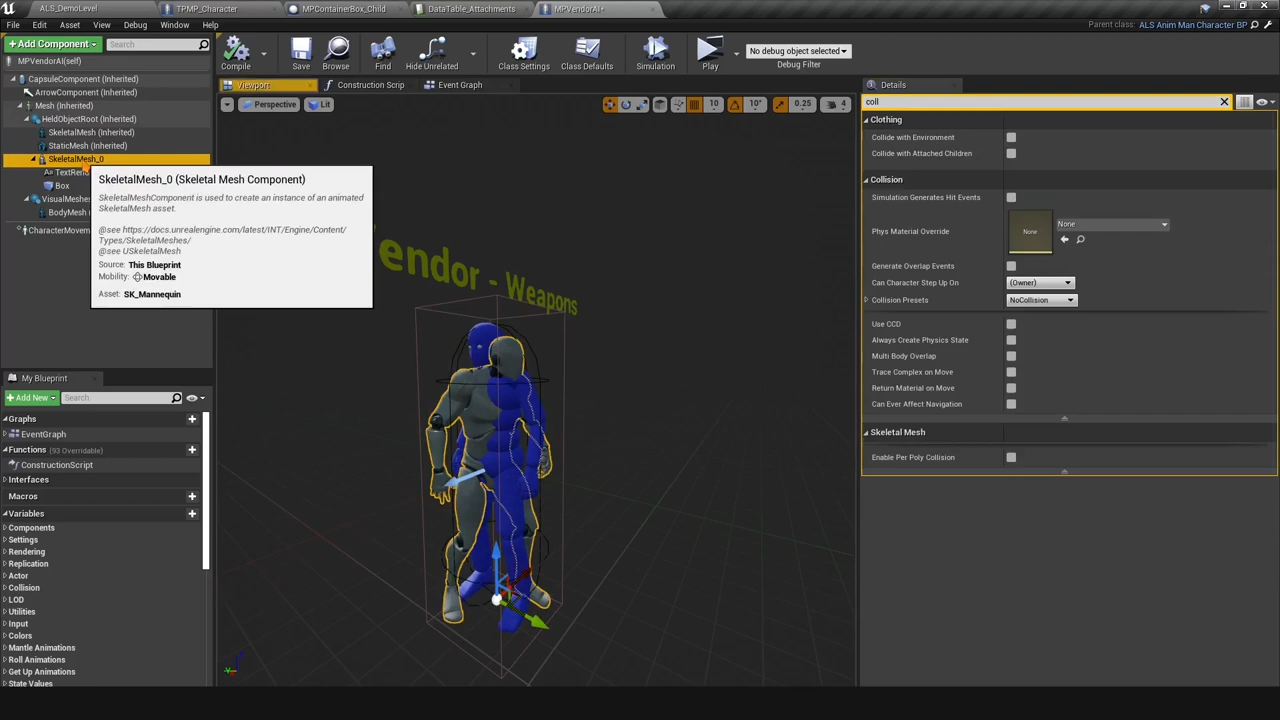 ALS_DemoLevel
TPMP_Character
MPContainerBox_Child
DataTable_Attachments
MPVendorAI*
File Edit Asset View Debug Window Help
Parent class: ALS Anim Man Character BP
+Add Component
Search
Compile
Save
Browse
Find
Hide Unrelated
Class Settings
Class Defaults
Simulation
Play
No debug object selected
Debug Filter
MPVendorAI(self)
CapsuleComponent (Inherited)
ArrowComponent (Inherited)
Mesh (Inherited)
HeldObjectRoot (Inherited)
SkeletalMesh (Inherited)
StaticMesh (Inherited)
SkeletalMesh_0
TextRen
Box
VisualMeshes
BodyMesh (
CharacterMovem
SkeletalMesh_0 (Skeletal Mesh Component)
SkeletalMeshComponent is used to create an instance of an animated
SkeletalMesh asset.
@see https://docs.unrealengine.com/latest/INT/Engine/Content/
Types/SkeletalMeshes/
@see USkeletalMesh
Source: This Blueprint
Mobility: Movable
Asset: SK_Mannequin
Viewport
Construction Scrip
Event Graph
Perspective
Lit
10
10°
0.25
4
endor - Weapons
My Blueprint
+Add New
Search
Graphs
EventGraph
Functions (93 Overridable)
ConstructionScript
Interfaces
Macros
Variables
Components
Settings
Rendering
Replication
Actor
Collision
LOD
Utilities
Input
Colors
Mantle Animations
Roll Animations
Get Up Animations
State Values
Details
coll
Clothing
Collide with Environment
Collide with Attached Children
Collision
Simulation Generates Hit Events
Phys Material Override
None
None
Generate Overlap Events
Can Character Step Up On
(Owner)
Collision Presets
NoCollision
Use CCD
Always Create Physics State
Multi Body Overlap
Trace Complex on Move
Return Material on Move
Can Ever Affect Navigation
Skeletal Mesh
Enable Per Poly Collision